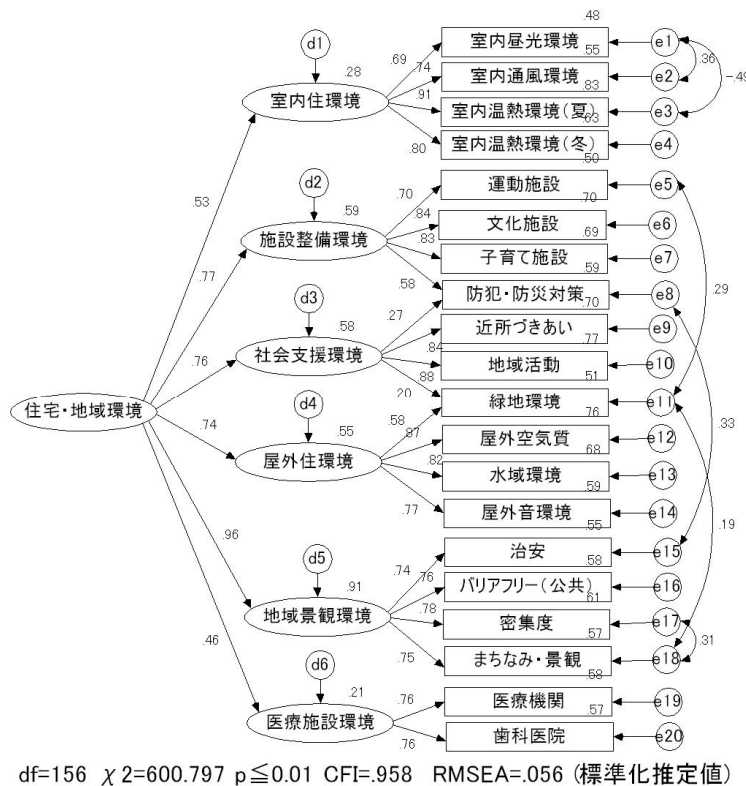 .48
d1
室内昼光環境
e1
.69
.55
.36
-.49
.28
.74
室内通風環境
e2
.83
室内住環境
.91
室内温熱環境(夏)
e3
.63
.80
室内温熱環境(冬)
e4
.50
d2
運動施設
e5
.70
.70
.53
.59
.84
文化施設
e6
.69
施設整備環境
.83
子育て施設
e7
.59
.77
.58
防犯・防災対策
e8
.29
d3
.27
.70
.58
近所づきあい
e9
.77
社会支援環境
.84
地域活動
e10
.76
.88
.51
.20
緑地環境
e11
住宅・地域環境
d4
.58
.76
.33
.74
.55
.87
屋外空気質
e12
.68
屋外住環境
.82
水域環境
e13
.59
.77
屋外音環境
e14
.55
.19
.96
d5
治安
e15
.74
.58
.91
.76
バリアフリー(公共)
e16
.61
地域景観環境
.78
密集度
e17
.57
.31
.46
.75
まちなみ・景観
e18
d6
.58
.21
.76
医療機関
e19
.57
医療施設環境
.76
歯科医院
e20
df=156 χ2=600.797 p≦0.01 CFI=.958 RMSEA=.056 (標準化推定値)